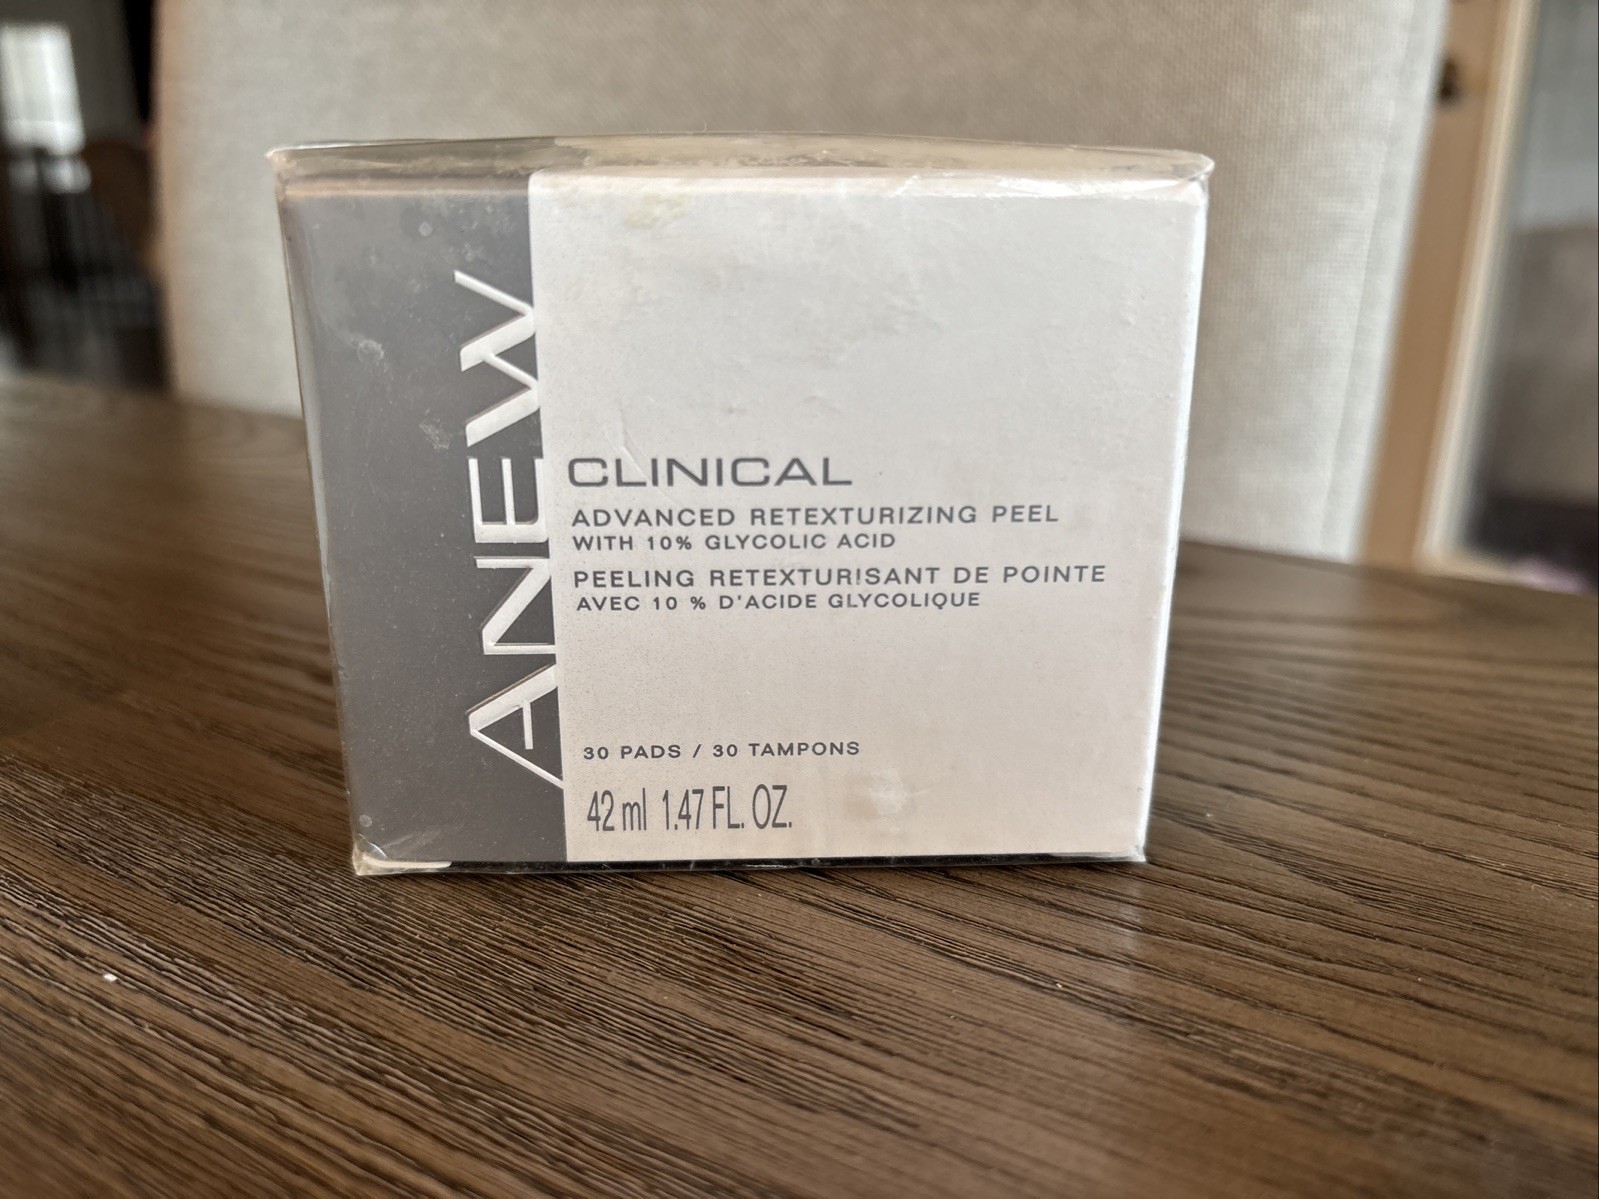 ANEW
CLINICAL
ADVANCED RETEXTURIZING PEEL
WITH 10% GLYCOLIC ACID
PEELING RETEXTURISANT DE POINTE
AVEC 10 % D'ACIDE GLYCOLIQUE
30 PADS / 30 TAMPONS
42 ml 1.47 FL. OZ.